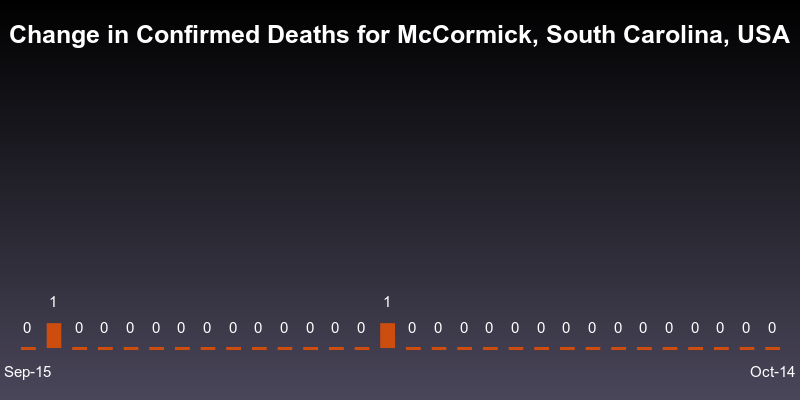 Change in Confirmed Deaths for McCormick, South Carolina, USA
1 1
0 0 0 0 0 0 0 0 0 0 0 0 0 0 0 0 0 0 0 0 0 0 0 0 0 0 0 0
Sep-15 Oct-14